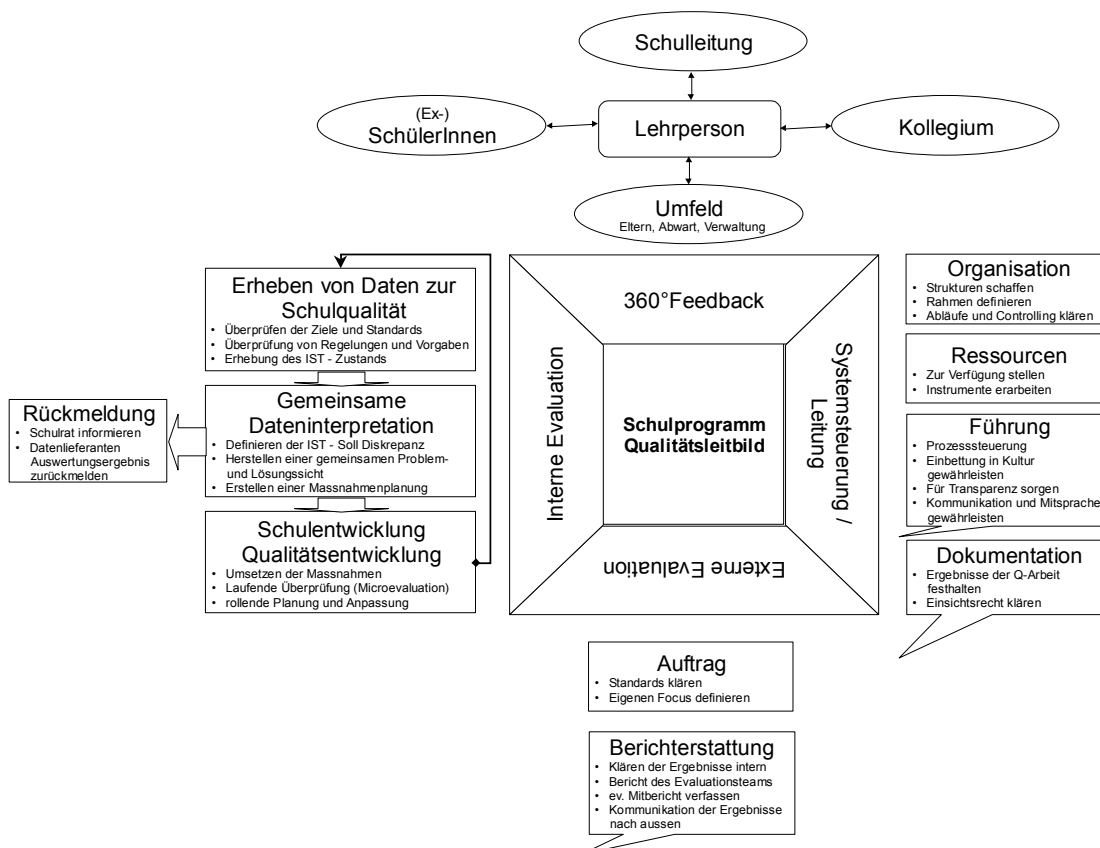 Schulleitung
(Ex-)
SchülerInnen
Lehrperson
Kollegium
Umfeld
Eltern, Abwart, Verwaltung
Erheben von Daten zur
Schulqualität
• Überprüfen der Ziele und Standards
• Überprüfung von Regelungen und Vorgaben
• Erhebung des IST - Zustands
Gemeinsame
Dateninterpretation
• Definieren der IST - Soll Diskrepanz
• Herstellen einer gemeinsamen Problem-
und Lösungssicht
• Erstellen einer Massnahmenplanung
Rückmeldung
• Schulrat informieren
• Datenlieferanten
Auswertungsergebnis
zurückmelden
Schulentwicklung
Qualitätsentwicklung
• Umsetzen der Massnahmen
• Laufende Überprüfung (Microevaluation)
• rollende Planung und Anpassung
360°Feedback
Interne Evaluation
Schulprogramm
Qualitätsleitbild
Systemsteuerung /
Leitung
Externe Evaluation
Organisation
• Strukturen schaffen
• Rahmen definieren
• Abläufe und Controlling klären
Ressourcen
• Zur Verfügung stellen
• Instrumente erarbeiten
Führung
• Prozesssteuerung
• Einbettung in Kultur
gewährleisten
• Für Transparenz sorgen
• Kommunikation und Mitsprache
gewährleisten
Dokumentation
• Ergebnisse der Q-Arbeit
festhalten
• Einsichtsrecht klären
Auftrag
• Standards klären
• Eigenen Focus definieren
Berichterstattung
• Klären der Ergebnisse intern
• Bericht des Evaluationsteams
• ev. Mitbericht verfassen
• Kommunikation der Ergebnisse
nach aussen